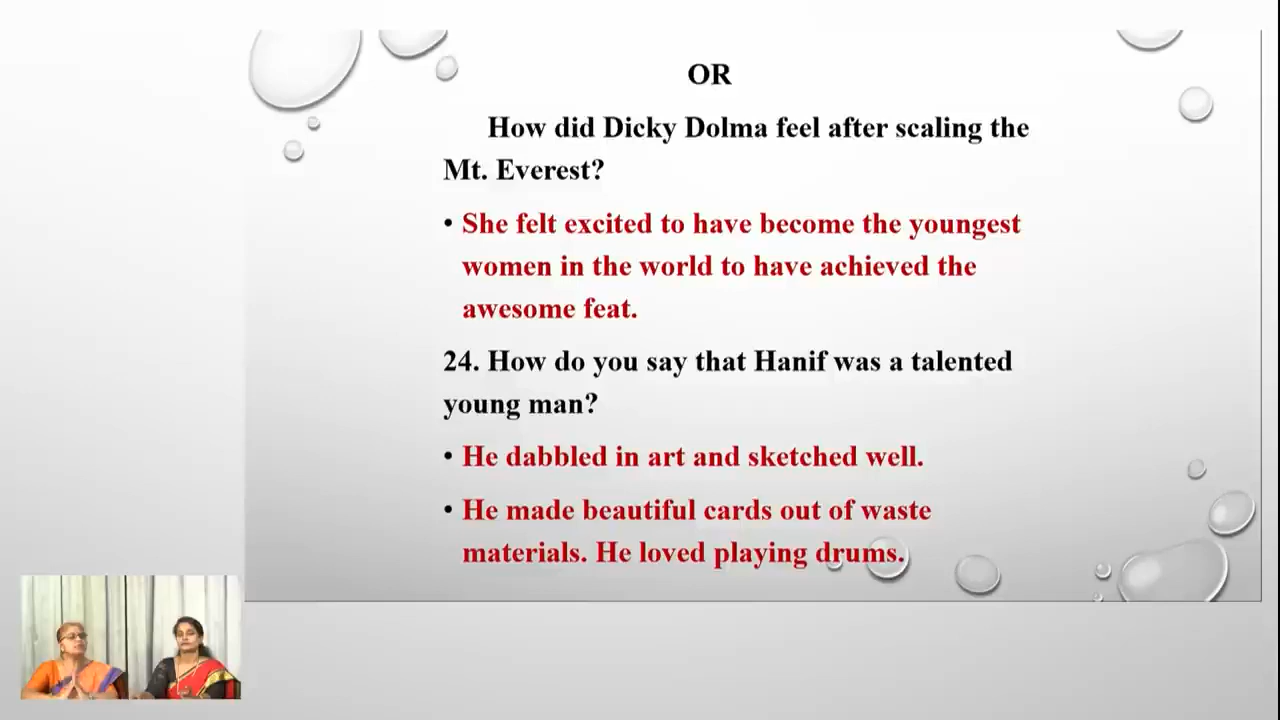 OR
How did Dicky Dolma feel after scaling the
Mt. Everest?
• She felt excited to have become the youngest
women in the world to have achieved the
awesome feat.
24. How do you say that Hanif was a talented
young man?
• He dabbled in art and sketched well.
• He made beautiful cards out of waste
materials. He loved playing drums.